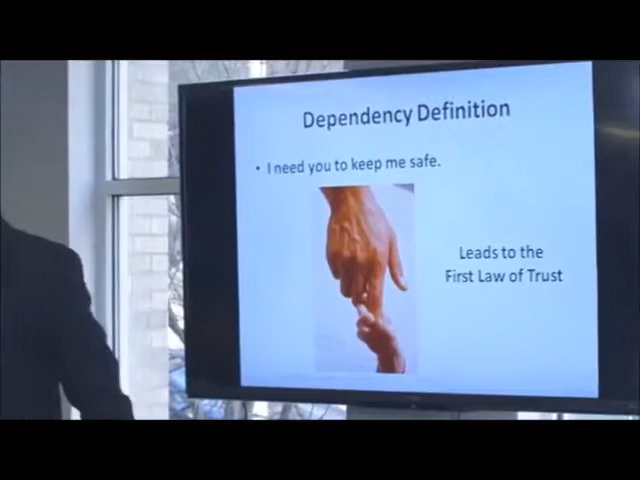 Dependency Definition
• I need you to keep me safe.
Leads to the
First Law of Trust